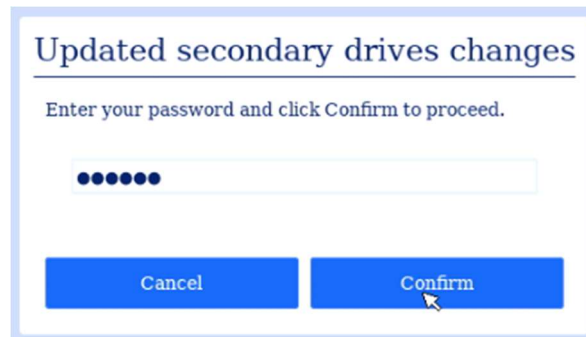 Updated secondary drives changes
Enter your password and click Confirm to proceed.
●●●●●●
Cancel
Confirm